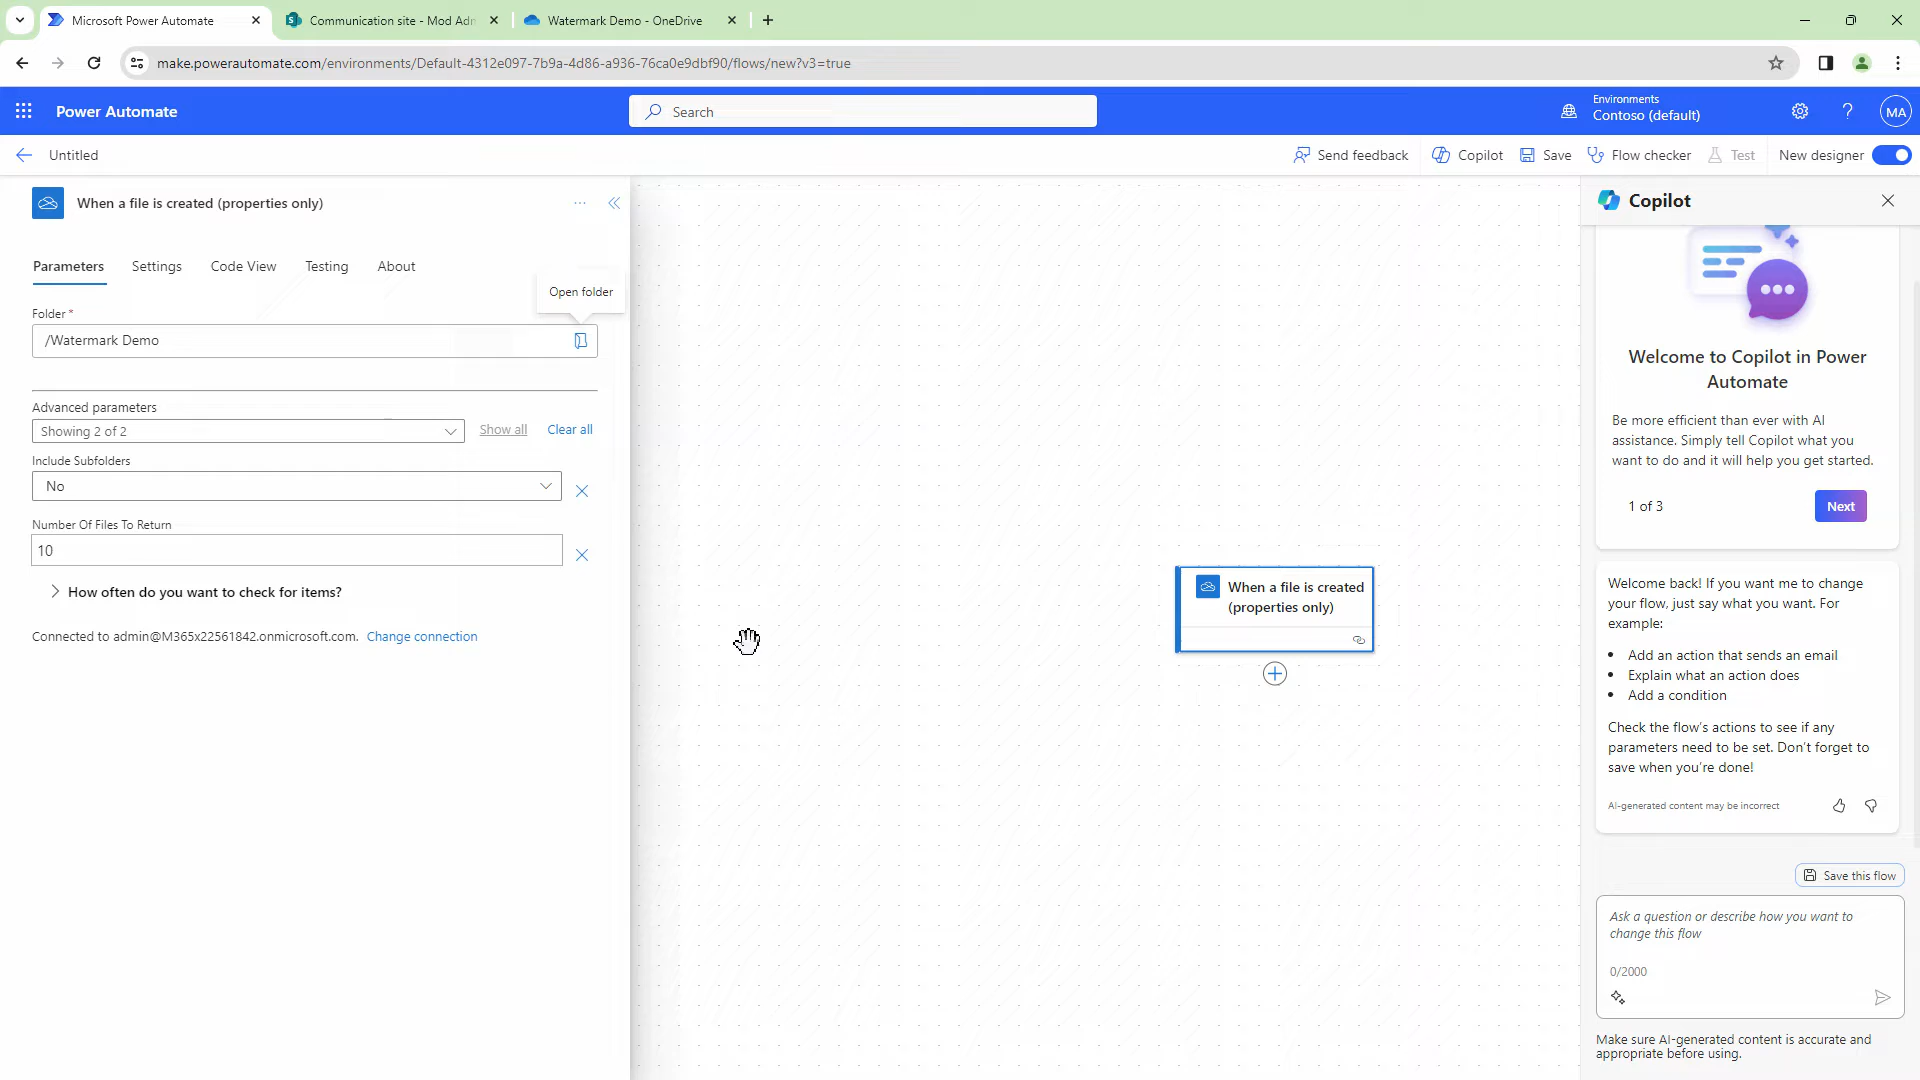 Microsoft Power Automate
Communication site - Mod Adm
Watermark Demo - OneDrive
make.powerautomate.com/environments/Default-4312e097-7b9a-4d86-a936-76ca0e9dbf90/flows/new?v3=true
Power Automate
Search
Environments
Contoso (default)
MA
Untitled
Send feedback
Copilot
Save
Flow checker
Test
New designer
When a file is created (properties only)
Parameters
Settings
Code View
Testing
About
Open folder
Folder*
/Watermark Demo
Advanced parameters
Showing 2 of 2
Show all
Clear all
Include Subfolders
No
Number Of Files To Return
10
How often do you want to check for items?
Connected to admin@M365x22561842.onmicrosoft.com. Change connection
When a file is created
(properties only)
Copilot
Welcome to Copilot in Power
Automate
Be more efficient than ever with AI
assistance. Simply tell Copilot what you
want to do and it will help you get started.
1 of 3
Next
Welcome back! If you want me to change
your flow, just say what you want. For
example:
• Add an action that sends an email
• Explain what an action does
• Add a condition
Check the flow's actions to see if any
parameters need to be set. Don't forget to
save when you're done!
AI-generated content may be incorrect
Save this flow
Ask a question or describe how you want to
change this flow
0/2000
Make sure AI-generated content is accurate and
appropriate before using.